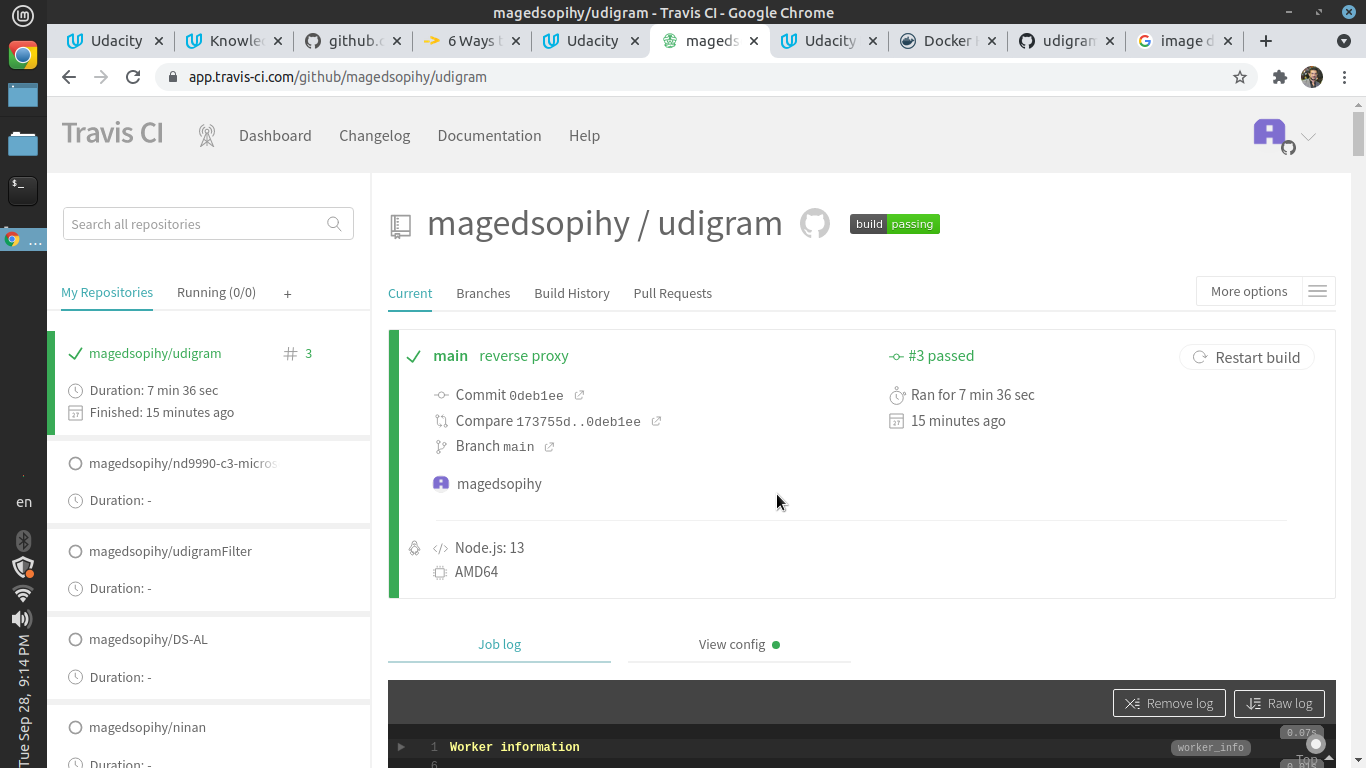 magedsopihy/udigram - Travis CI - Google Chrome
Udacity
Knowle
github.c
6 Ways t
Udacity
mageds
Udacity
Docker
udigram
image d
app.travis-ci.com/github/magedsopihy/udigram
Travis CI
Dashboard
Changelog
Documentation
Help
Search all repositories
My Repositories
Running (0/0)
+
magedsopihy/udigram
# 3
Duration: 7 min 36 sec
Finished: 15 minutes ago
magedsopihy/nd9990-c3-micros
Duration: -
magedsopihy/udigramFilter
Duration: -
magedsopihy/DS-AL
Duration: -
magedsopihy/ninan
Duration: -
magedsopihy / udigram
build passing
Current
Branches
Build History
Pull Requests
More options
main reverse proxy
#3 passed
Restart build
Commit 0deb1ee
Ran for 7 min 36 sec
Compare 173755d..0deb1ee
15 minutes ago
Branch main
magedsopihy
Node.js: 13
AMD64
Job log
View config
Remove log
Raw log
0.07s
1 Worker information
worker_info
6
0.01s
Top
...
en
Tue Sep 28, 9:14 PM